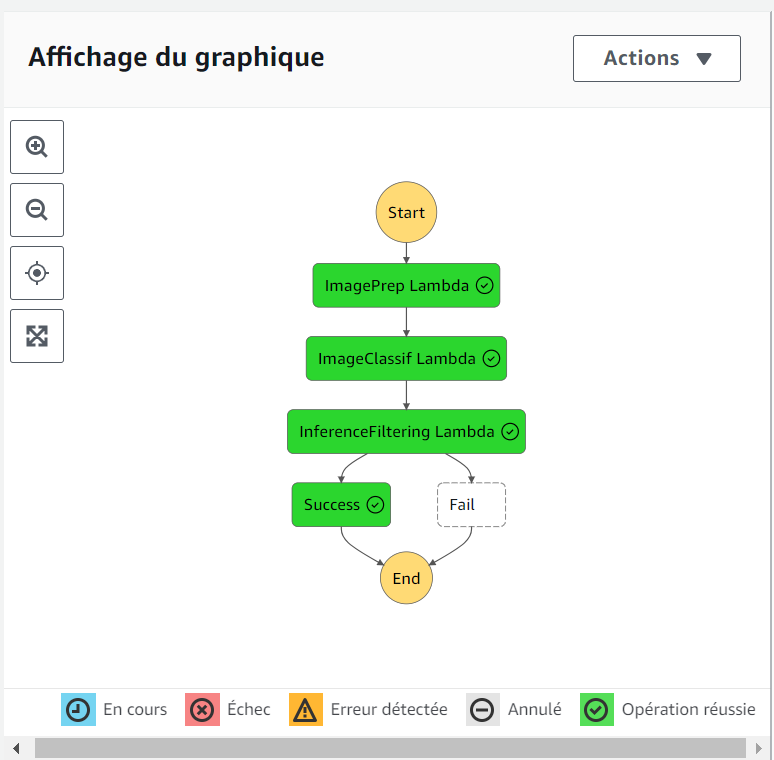 Affichage du graphique
Actions
Start
ImagePrep Lambda
ImageClassif Lambda
InferenceFiltering Lambda
Success
Fail
End
En cours
Échec
Erreur détectée
Annulé
Opération réussie